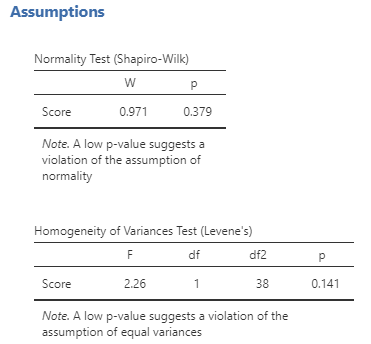 Assumptions
Normality Test (Shapiro-Wilk)
W p
Score 0.971 0.379
Note. A low p-value suggests a
violation of the assumption of
normality
Homogeneity of Variances Test (Levene's)
F df df2 p
Score 2.26 1 38 0.141
Note. A low p-value suggests a violation of the
assumption of equal variances